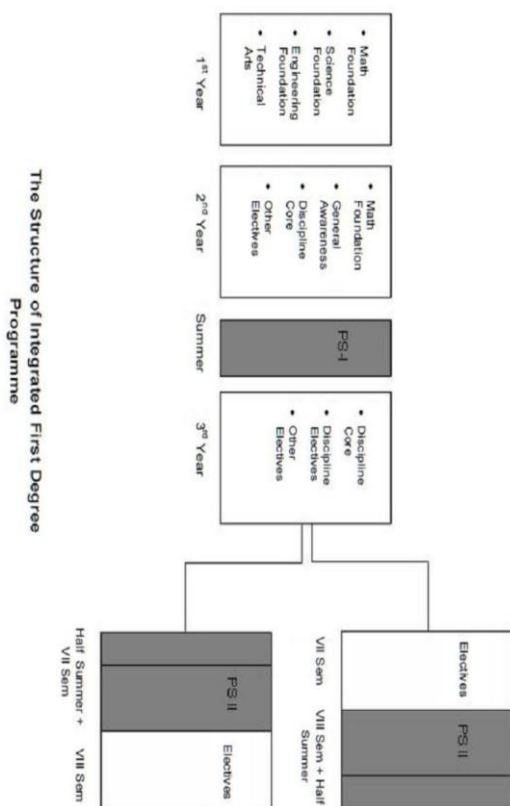 • Math
Foundation
• Science
Foundation
• Engineering
Foundation
• Technical
Arts
1st Year
• Math
Foundation
• General
Awareness
• Discipline
Core
• Other
Electives
2nd Year
PS-I
Summer
• Discipline
Core
• Discipline
Electives
• Other
Electives
3rd Year
Electives
PS II
VII Sem
VIII Sem + Half
Summer
PS II
Electives
Half Summer +
VII Sem
VIII Sem
The Structure of Integrated First Degree
Programme